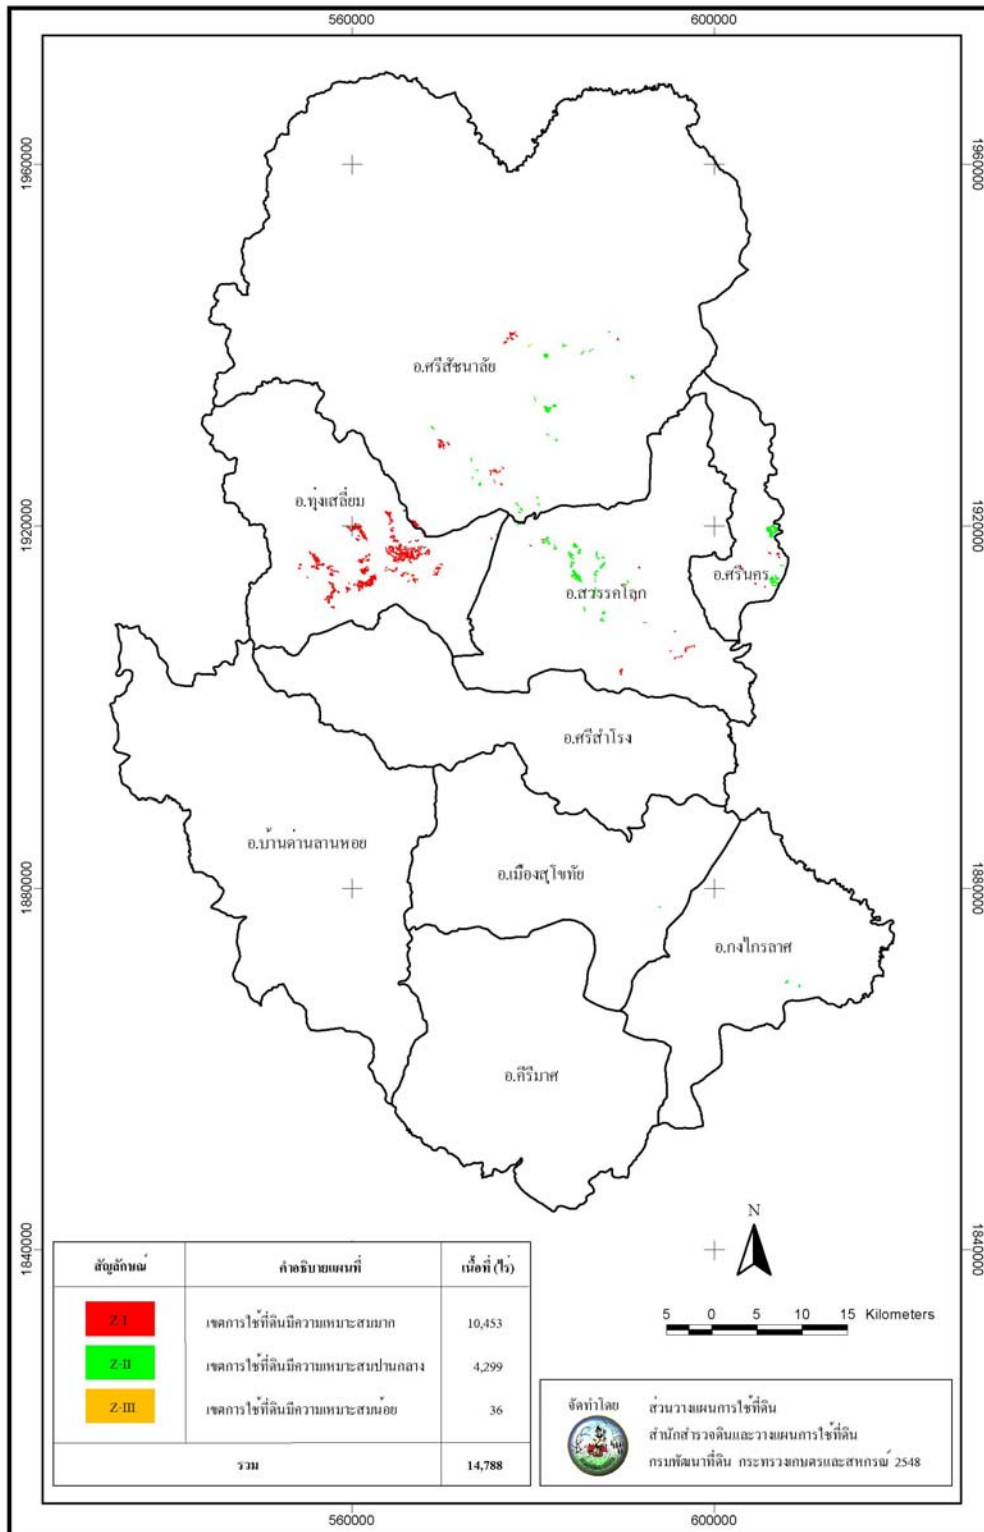 560000 600000
1960000 1960000
อ.ศรีสัชนาลัย
อ.ทุ่งเสลี่ยม
1920000 1920000
อ.ศรีนคร
อ.สวรรคโลก
อ.ศรีสำโรง
อ.บ้านด่านลานหอย
อ.เมืองสุโขทัย
1880000 1880000
อ.กงไกรลาศ
อ.คีรีมาศ
N
1840000 1840000
สัญลักษณ์ คำอธิบายแผนที่ เนื้อที่ (ไร่)
Z-I เขตการใช้ที่ดินมีความเหมาะสมมาก 10,453
Z-II เขตการใช้ที่ดินมีความเหมาะสมปานกลาง 4,299
Z-III เขตการใช้ที่ดินมีความเหมาะสมน้อย 36
รวม 14,788
5 0 5 10 15 Kilometers
จัดทำโดย ส่วนวางแผนการใช้ที่ดิน
สำนักสำรวจดินและวางแผนการใช้ที่ดิน
กรมพัฒนาที่ดิน กระทรวงเกษตรและสหกรณ์ 2548
560000 600000